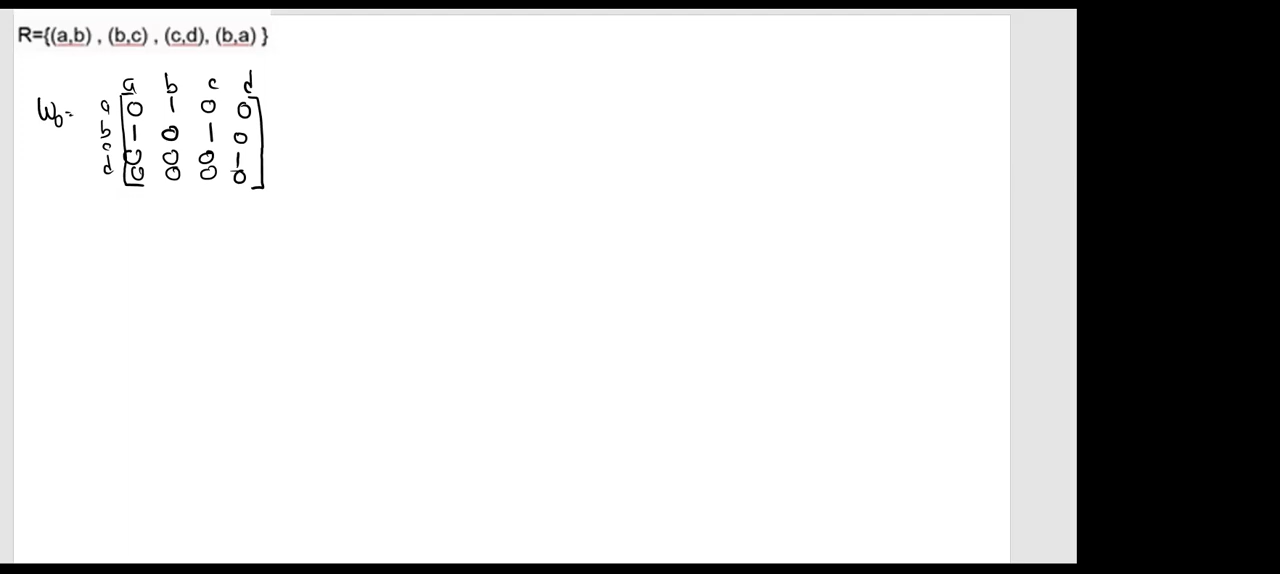 R={(a,b) , (b,c) , (c,d), (b,a) }
a b c d
W₀= a 0 1 0 0
b 1 0 1 0
c 0 0 0 1
d 0 0 0 0